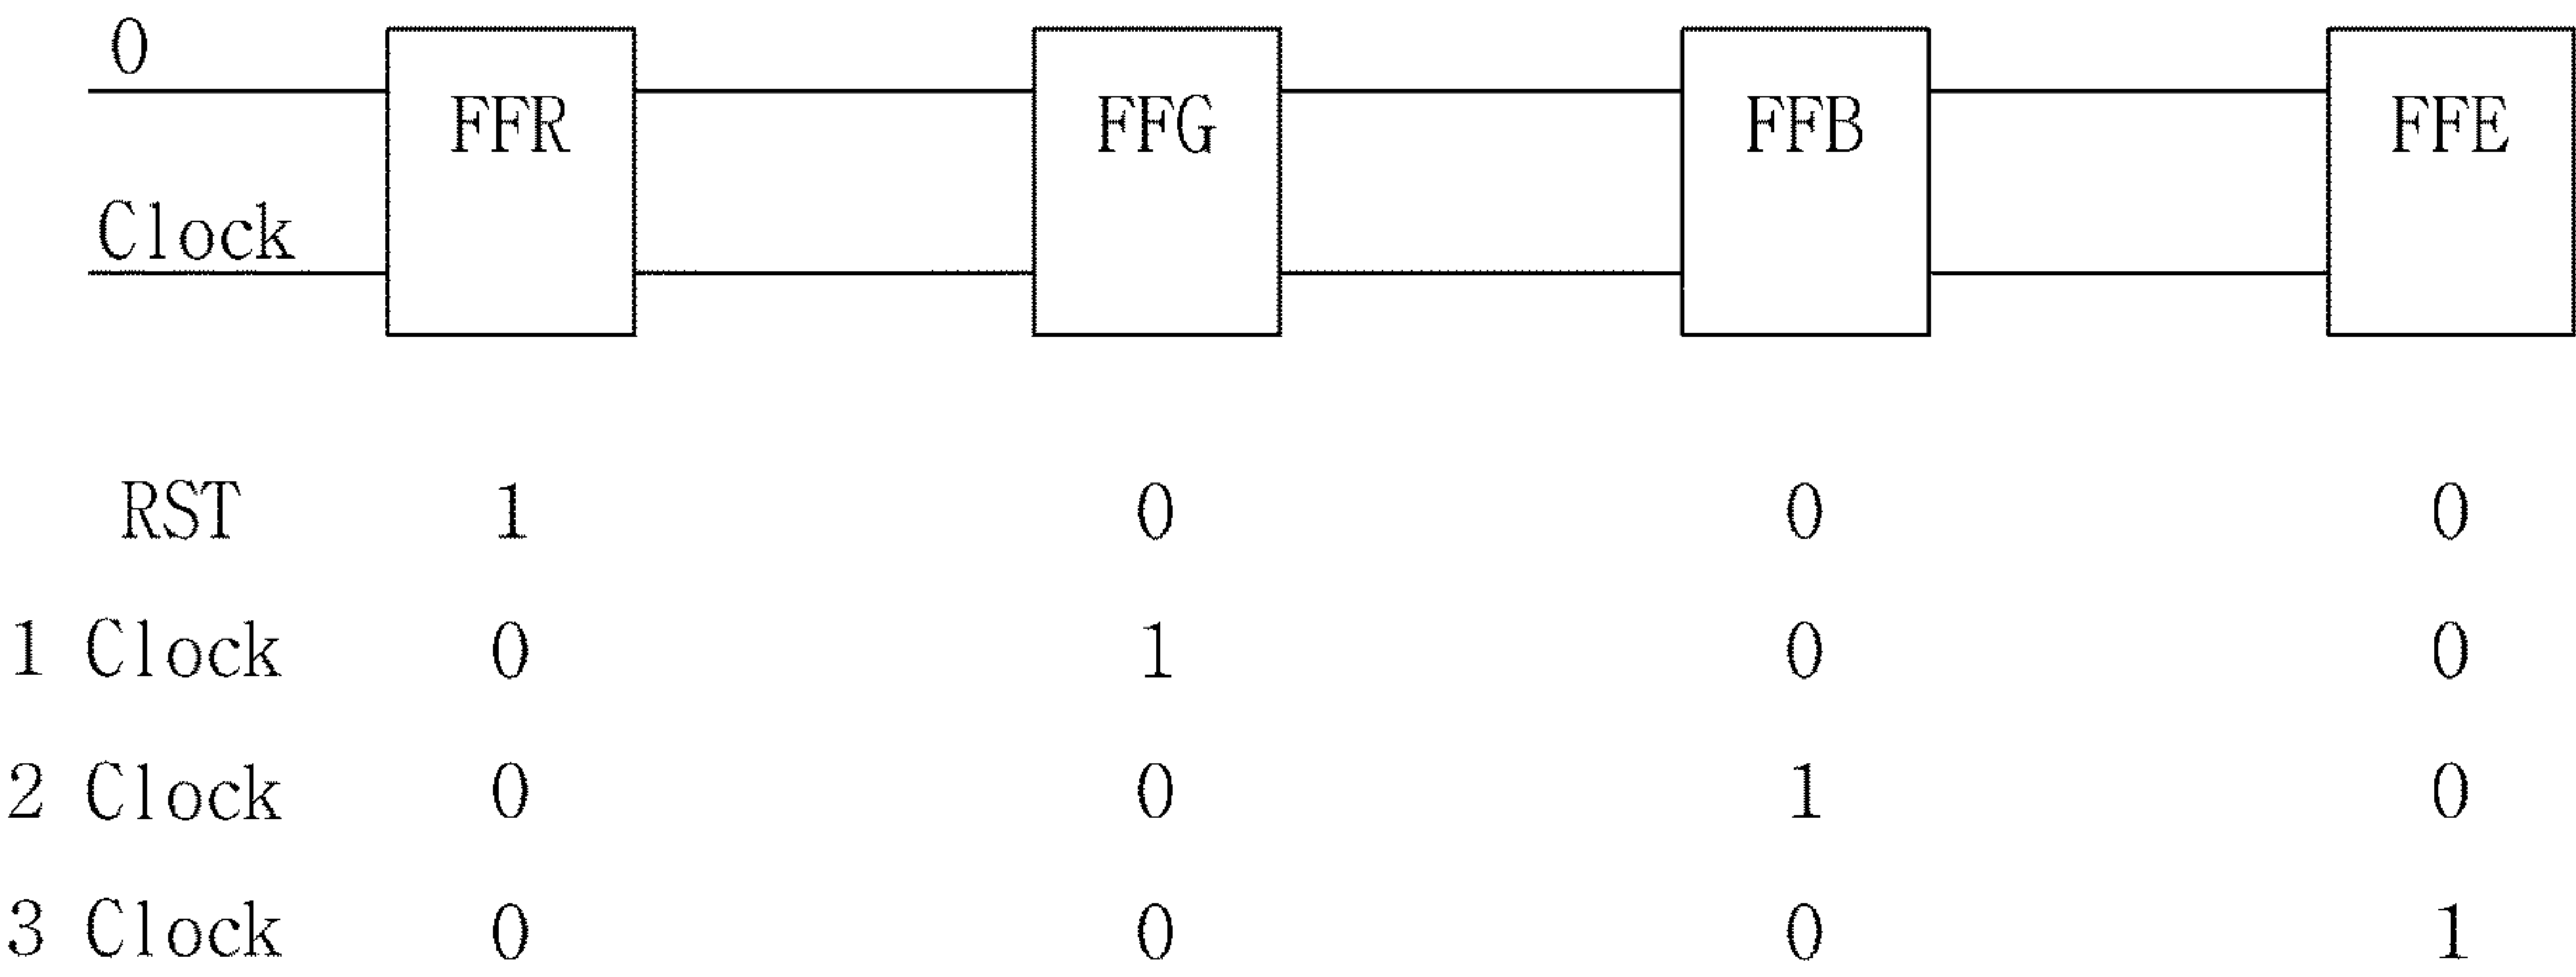 0
FFR FFG FFB FFE
Clock
RST 1 0 0 0
1 Clock 0 1 0 0
2 Clock 0 0 1 0
3 Clock 0 0 0 1